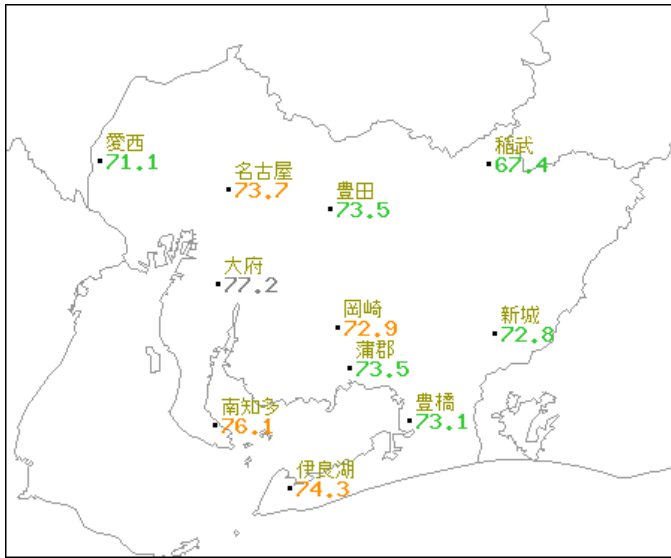 愛西
71.1
稲武
67.4
名古屋
73.7
豊田
73.5
大府
77.2
岡崎
72.9
新城
72.8
蒲郡
73.5
南知多
76.1
豊橋
73.1
伊良湖
74.3